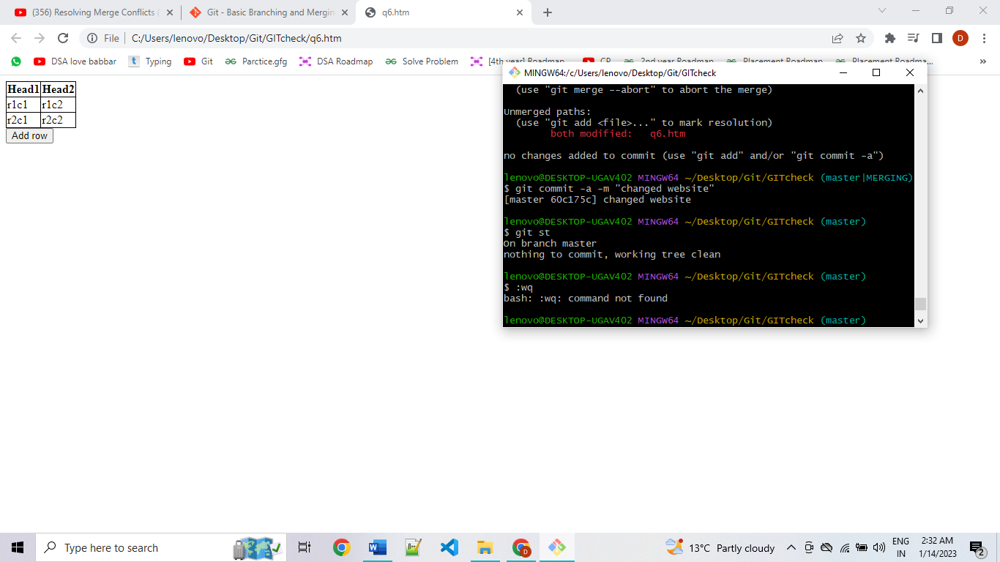 (356) Resolving Merge Conflicts (
Git - Basic Branching and Mergin
q6.htm
File
C:/Users/lenovo/Desktop/Git/GITcheck/q6.htm
D
DSA love babbar
Typing
Git
Parctice.gfg
DSA Roadmap
Solve Problem
[4th year] Roadmap
CP
2nd year Roadmap
Placement Roadmap
Placement Roadma...
Head1 Head2
r1c1 r1c2
r2c1 r2c2
Add row
MINGW64:/c/Users/lenovo/Desktop/Git/GITcheck
(use "git merge --abort" to abort the merge)
Unmerged paths:
(use "git add <file>..." to mark resolution)
both modified: q6.htm
no changes added to commit (use "git add" and/or "git commit -a")
lenovo@DESKTOP-UGAV402 MINGW64 ~/Desktop/Git/GITcheck (master|MERGING)
$ git commit -a -m "changed website"
[master 60c175c] changed website
lenovo@DESKTOP-UGAV402 MINGW64 ~/Desktop/Git/GITcheck (master)
$ git st
On branch master
nothing to commit, working tree clean
lenovo@DESKTOP-UGAV402 MINGW64 ~/Desktop/Git/GITcheck (master)
$ :wq
bash: :wq: command not found
lenovo@DESKTOP-UGAV402 MINGW64 ~/Desktop/Git/GITcheck (master)
Type here to search
13°C Partly cloudy
ENG
IN
2:32 AM
1/14/2023
2